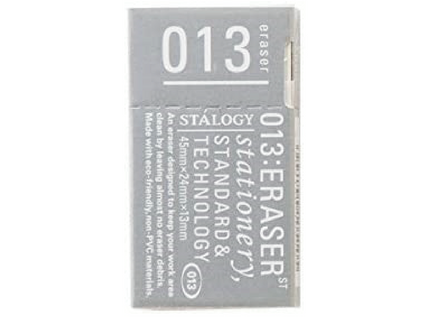 013
eraser
STÁLOGY
013:ERASER ST
stationery,
STANDARD &
TECHNOLOGY
45mm×24mm×13mm
An eraser designed to keep your work area
clean by leaving almost no eraser debris.
Made with eco-friendly, non-PVC materials.
013